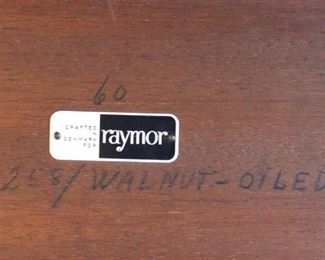 60
CRAFTED
IN
DENMARK
FOR
raymor
258/WALNUT-OILED